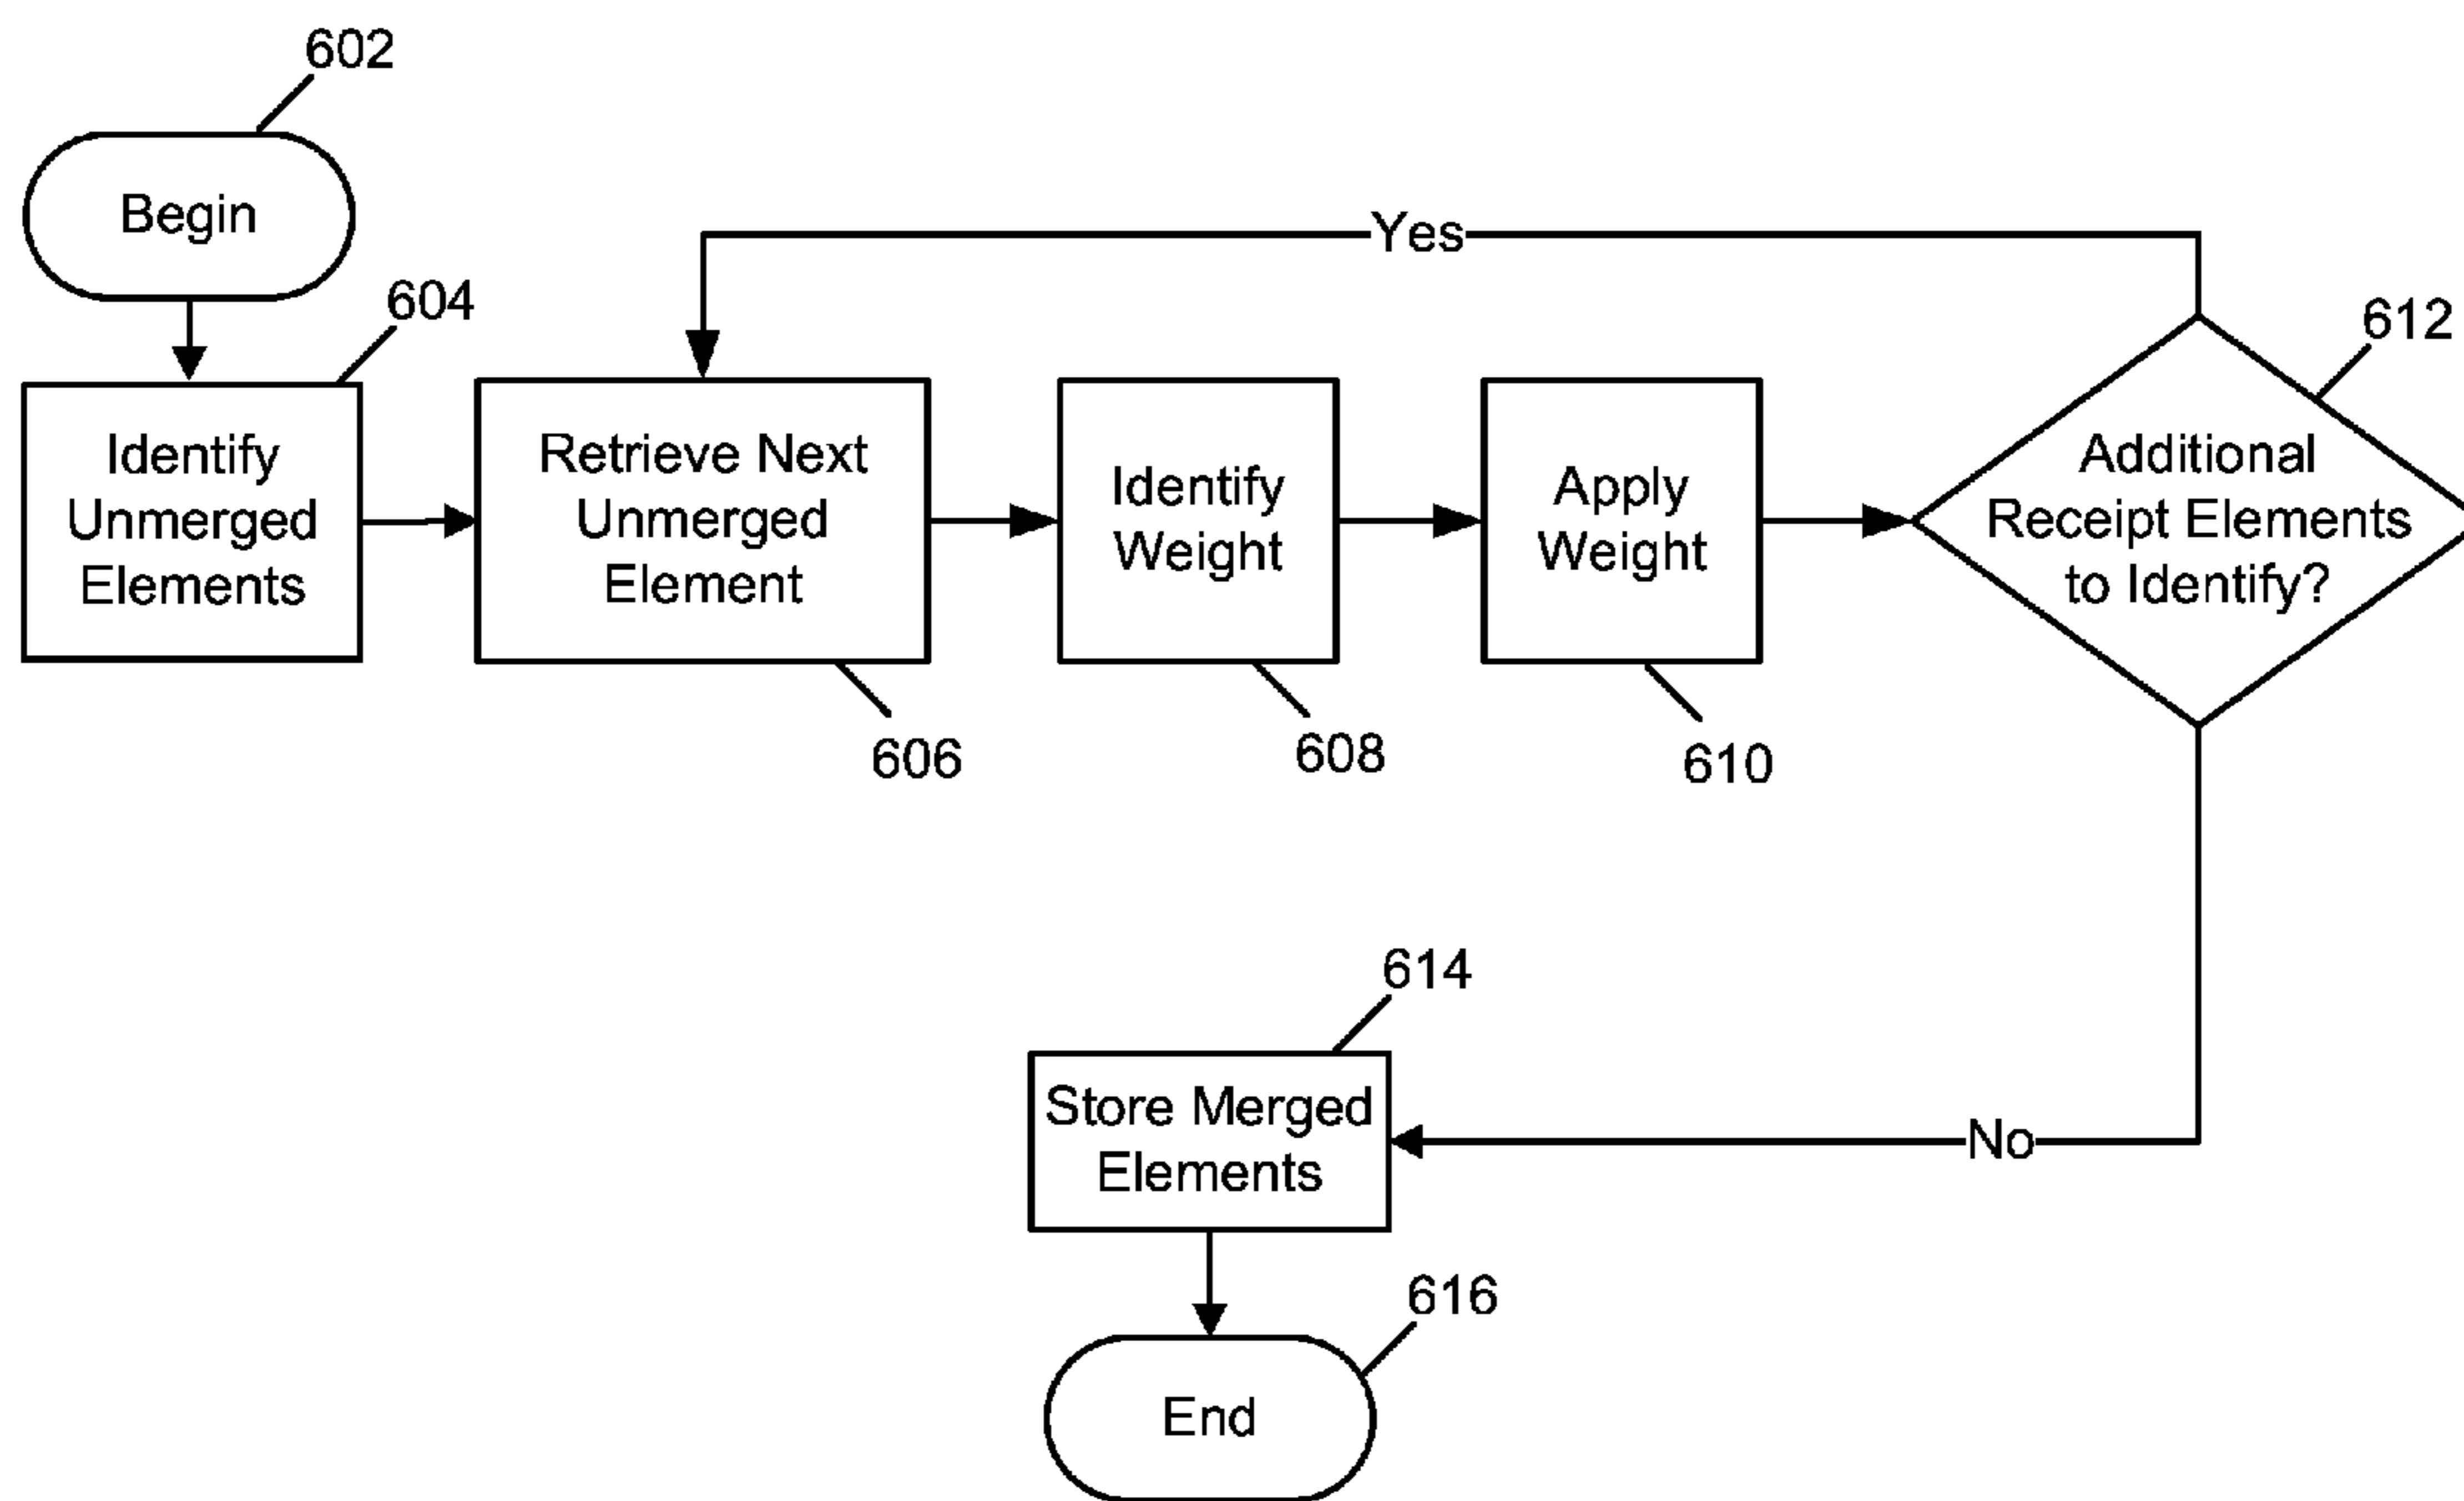 602
Begin
604
Yes
612
Identify
Unmerged
Elements
Retrieve Next
Unmerged
Element
Identify
Weight
Apply
Weight
Additional
Receipt Elements
to Identify?
606
608
610
614
Store Merged
Elements
No
616
End